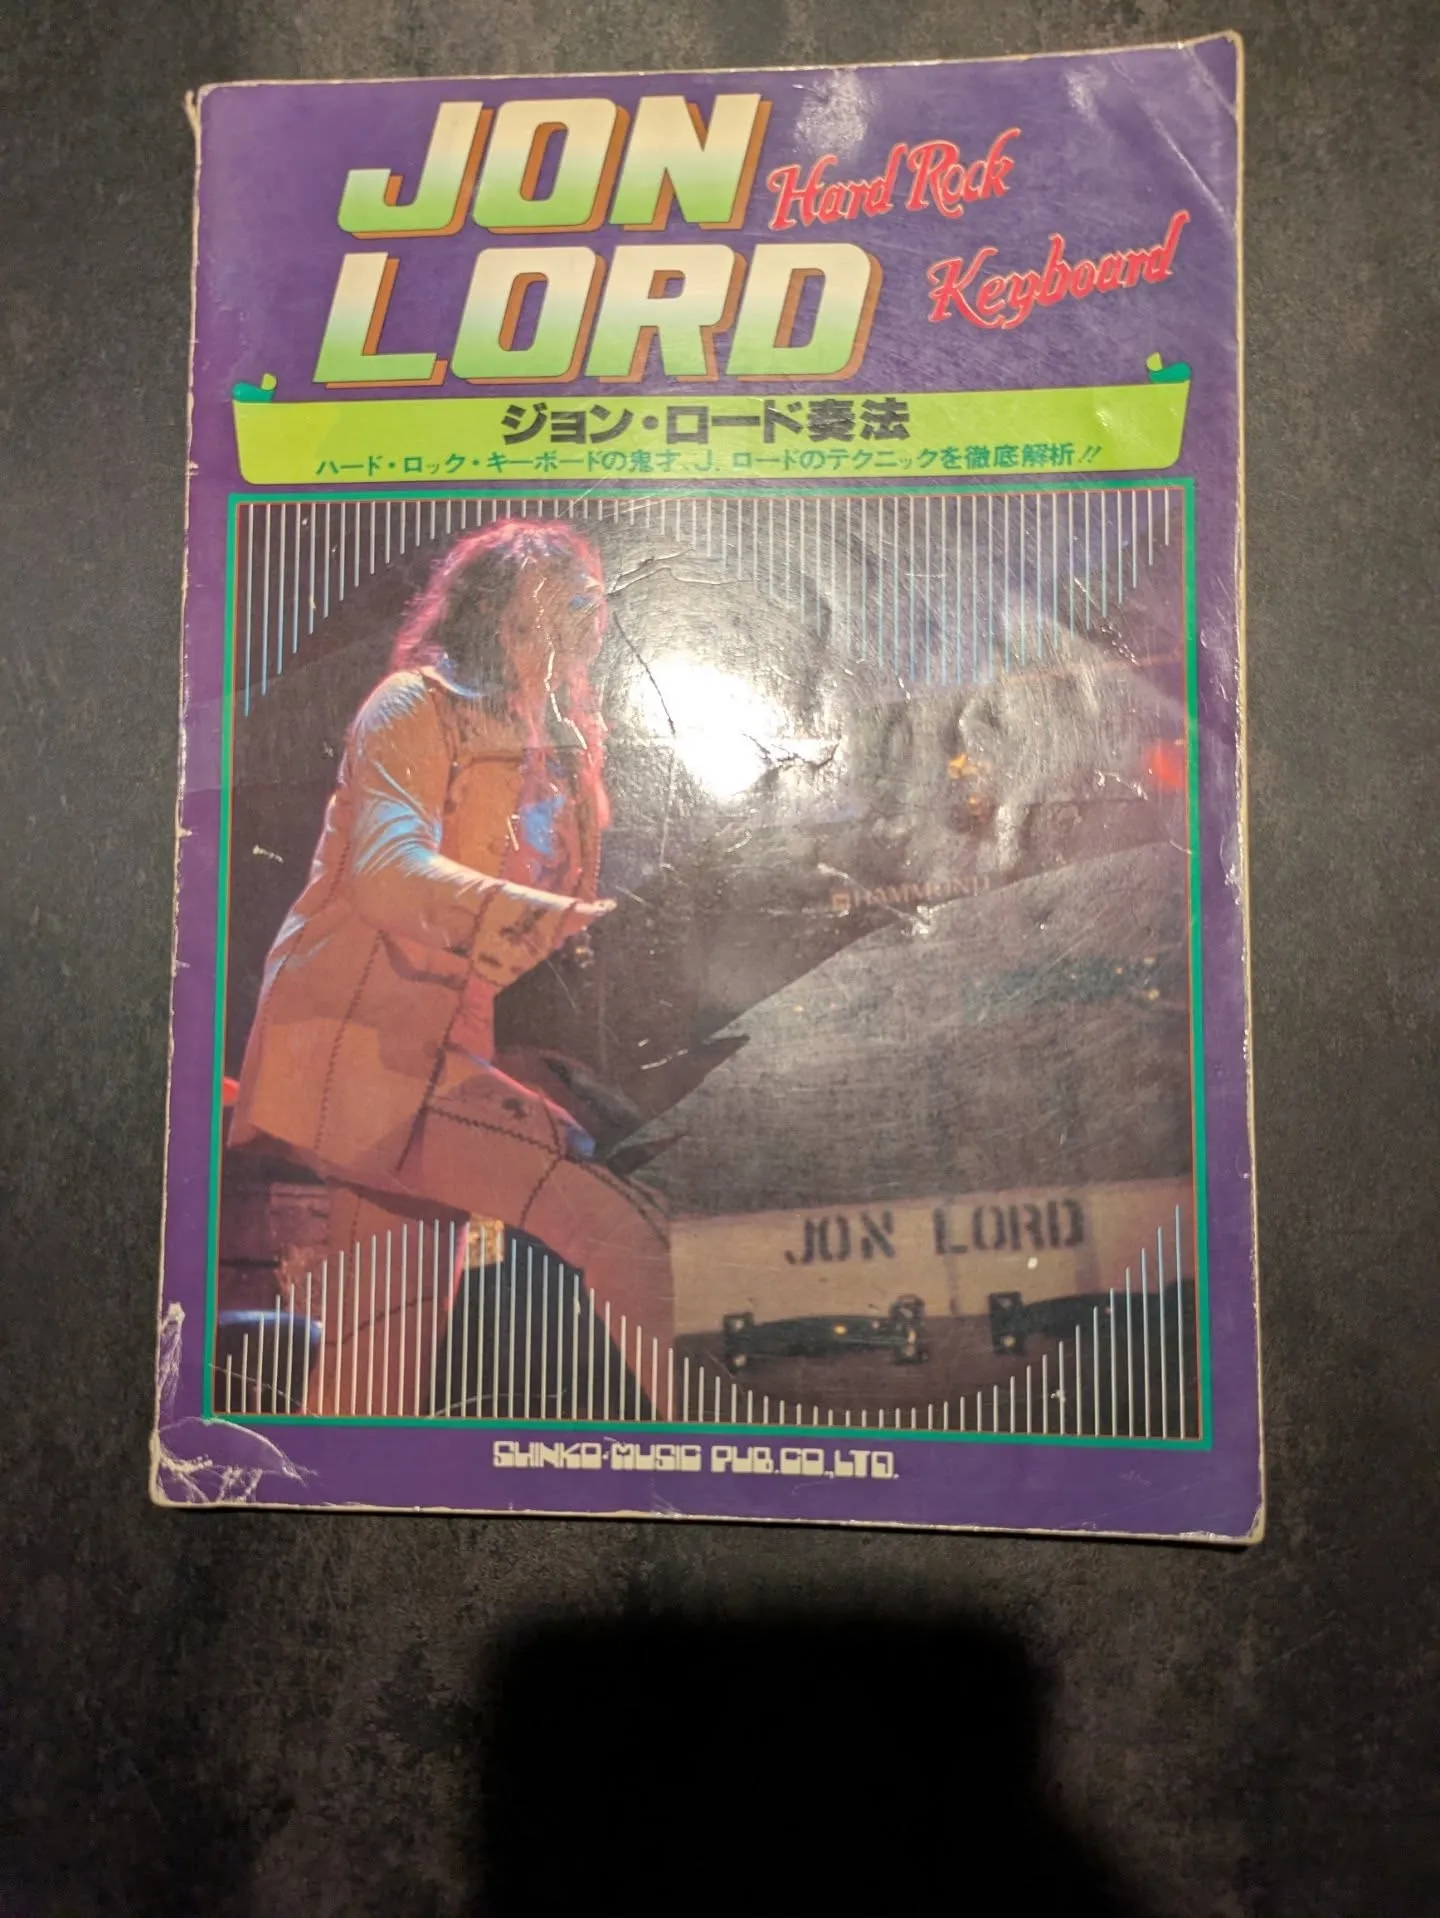 JON
LORD
Hard Rock
Keyboard
ジョン・ロード奏法
ハード・ロック・キーボードの鬼才、J. ロードのテクニックを徹底解析!!
HAMMOND
JON LORD
SHINKO MUSIC PUB.CO.,LTD.